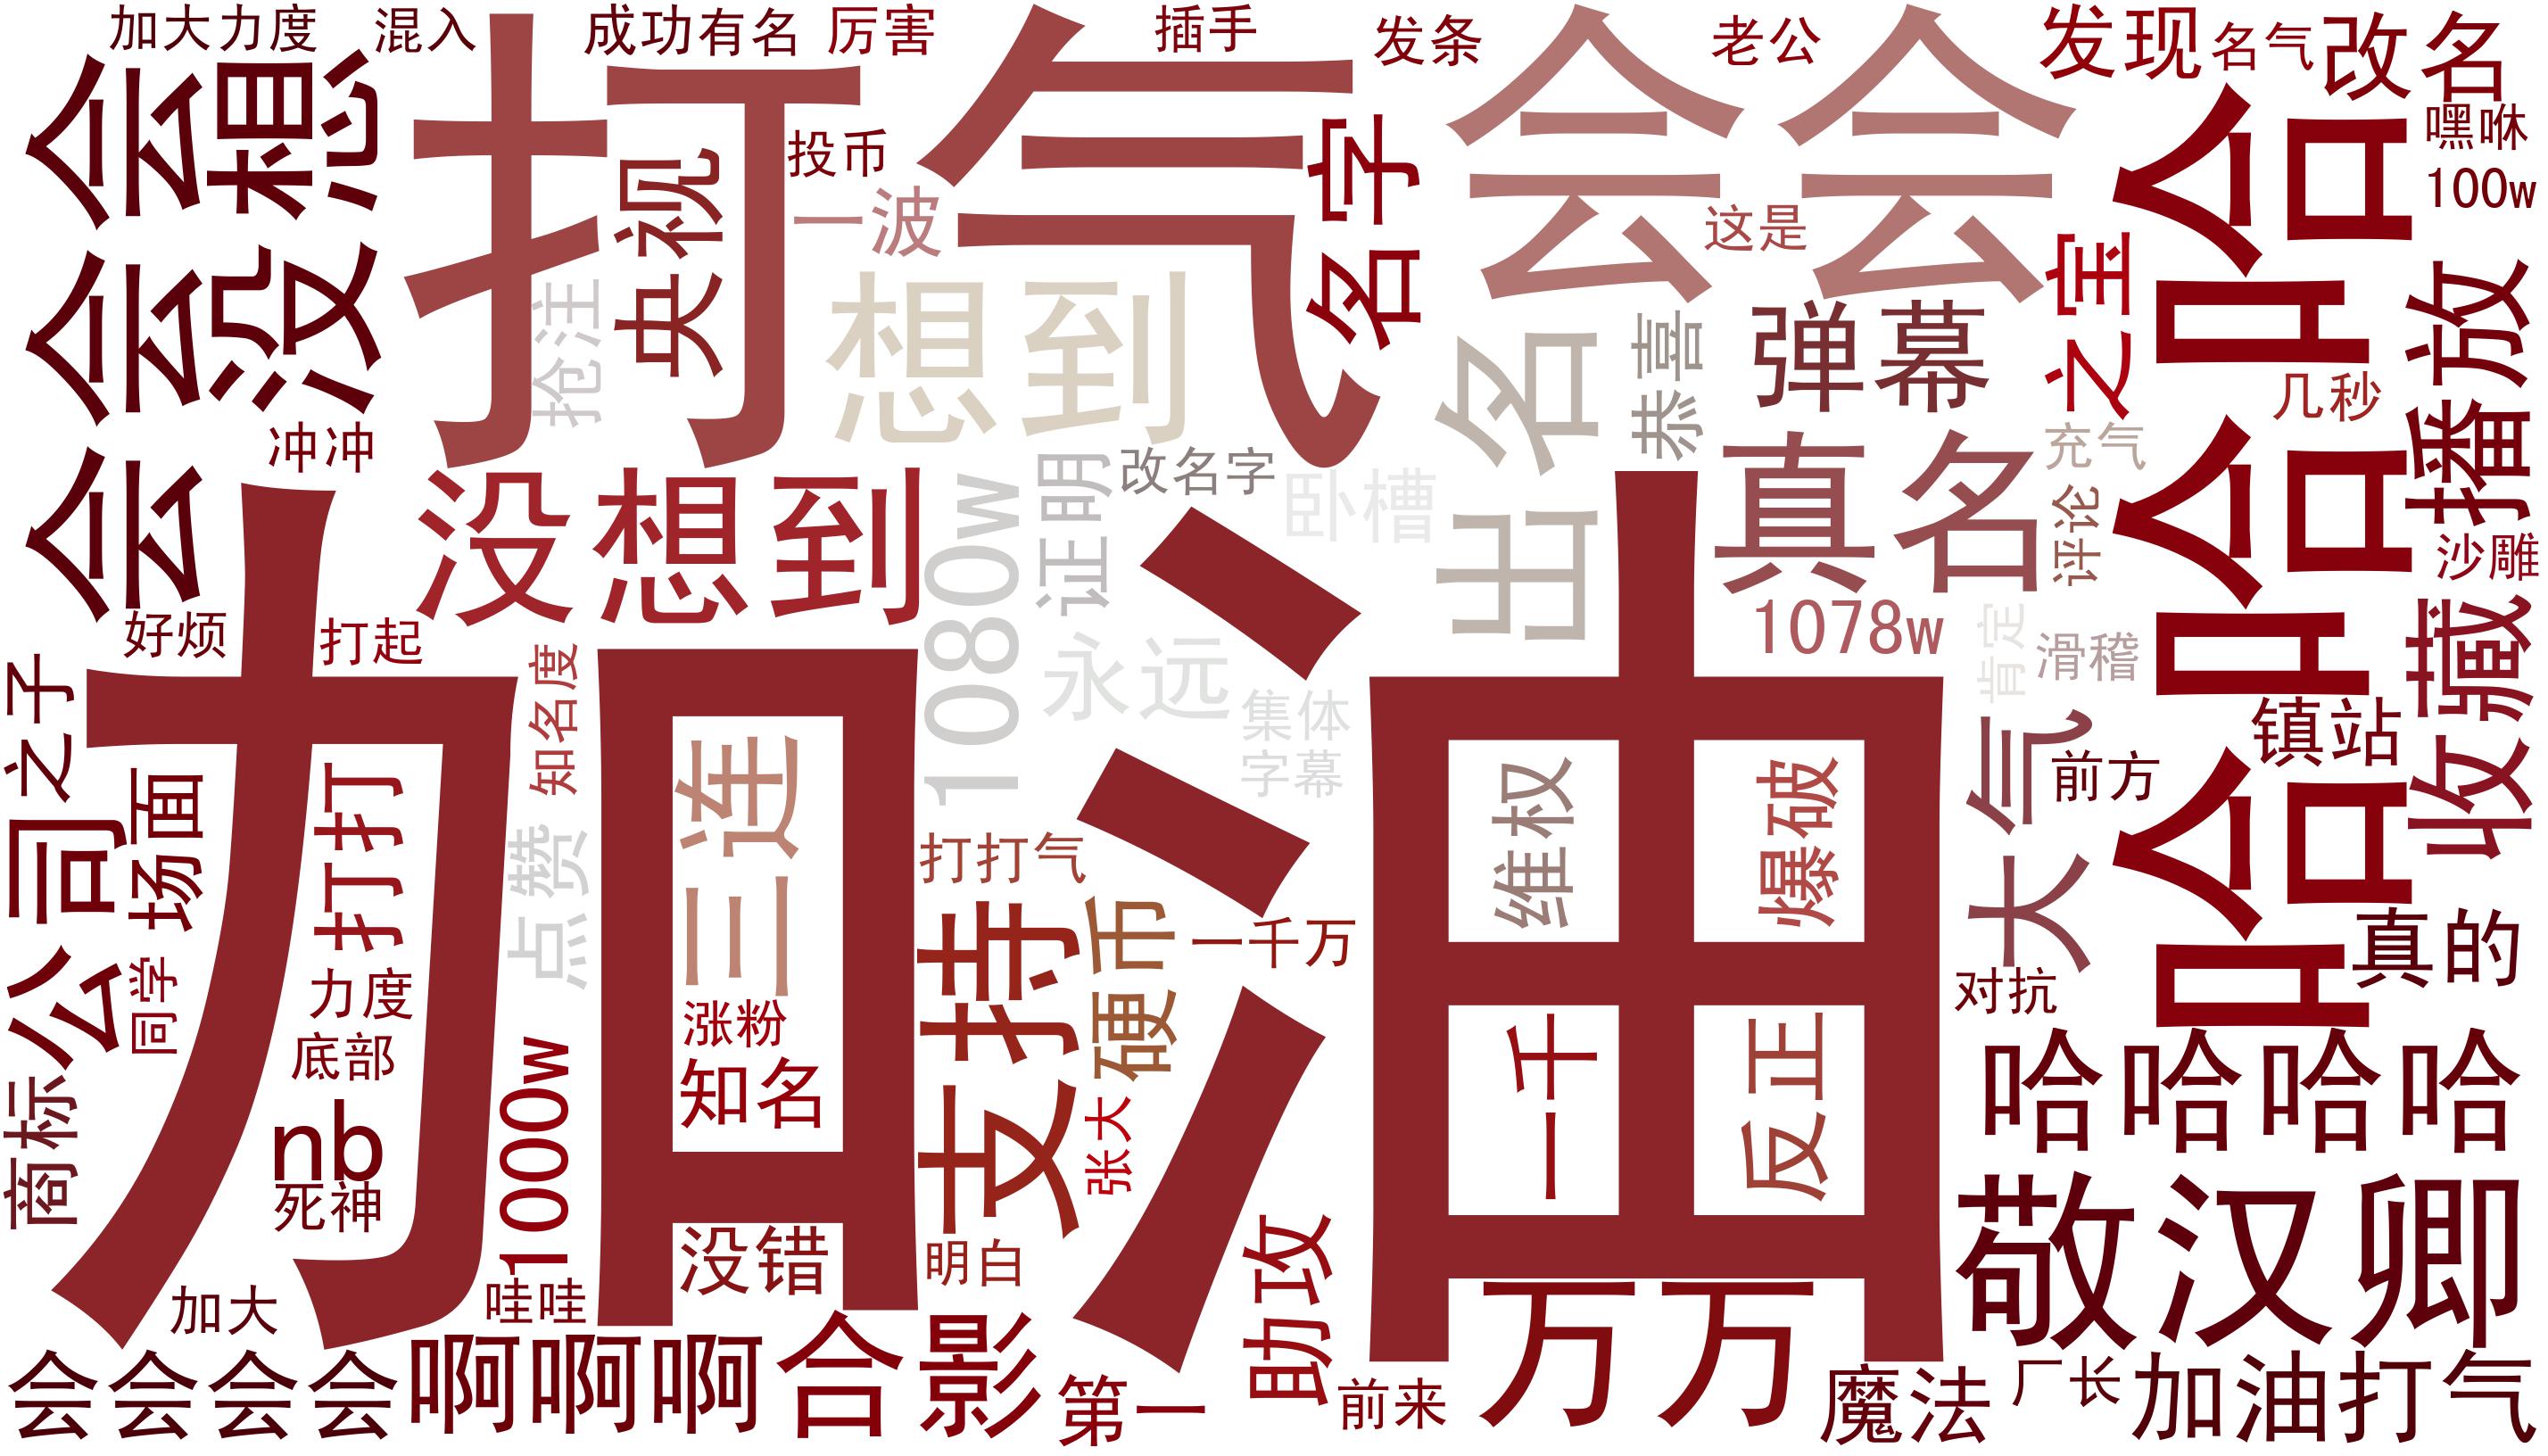 加大力度
混入
成功有名
厉害
插手
发条
老公
发现
名气
改名
会会会
没想
打气
会会
哈哈哈
嘿咻
100w
投币
央视
一波
名字
这是
之宝
播放
抢注
想到
出名
恭喜
弹幕
几秒
冲冲
没想到
1080w
证明
改名字
卧槽
真名
充气
评论
沙雕
加油
好烦
打起
知名度
永远
集体
字幕
1078w
肯定
滑稽
收藏
之子
公司
场面
打打
点赞
三连
打打气
维权
爆破
大气
前方
镇站
同学
力度
底部
支持
硬币
一千万
一千
反正
对抗
真的
商标
nb
死神
1000w
涨粉
知名
张大
哈哈哈哈
没错
明白
助攻
敬汉卿
加大
哇哇
会会会会
啊啊啊
合影
第一
前来
万万
魔法
厂长
加油打气